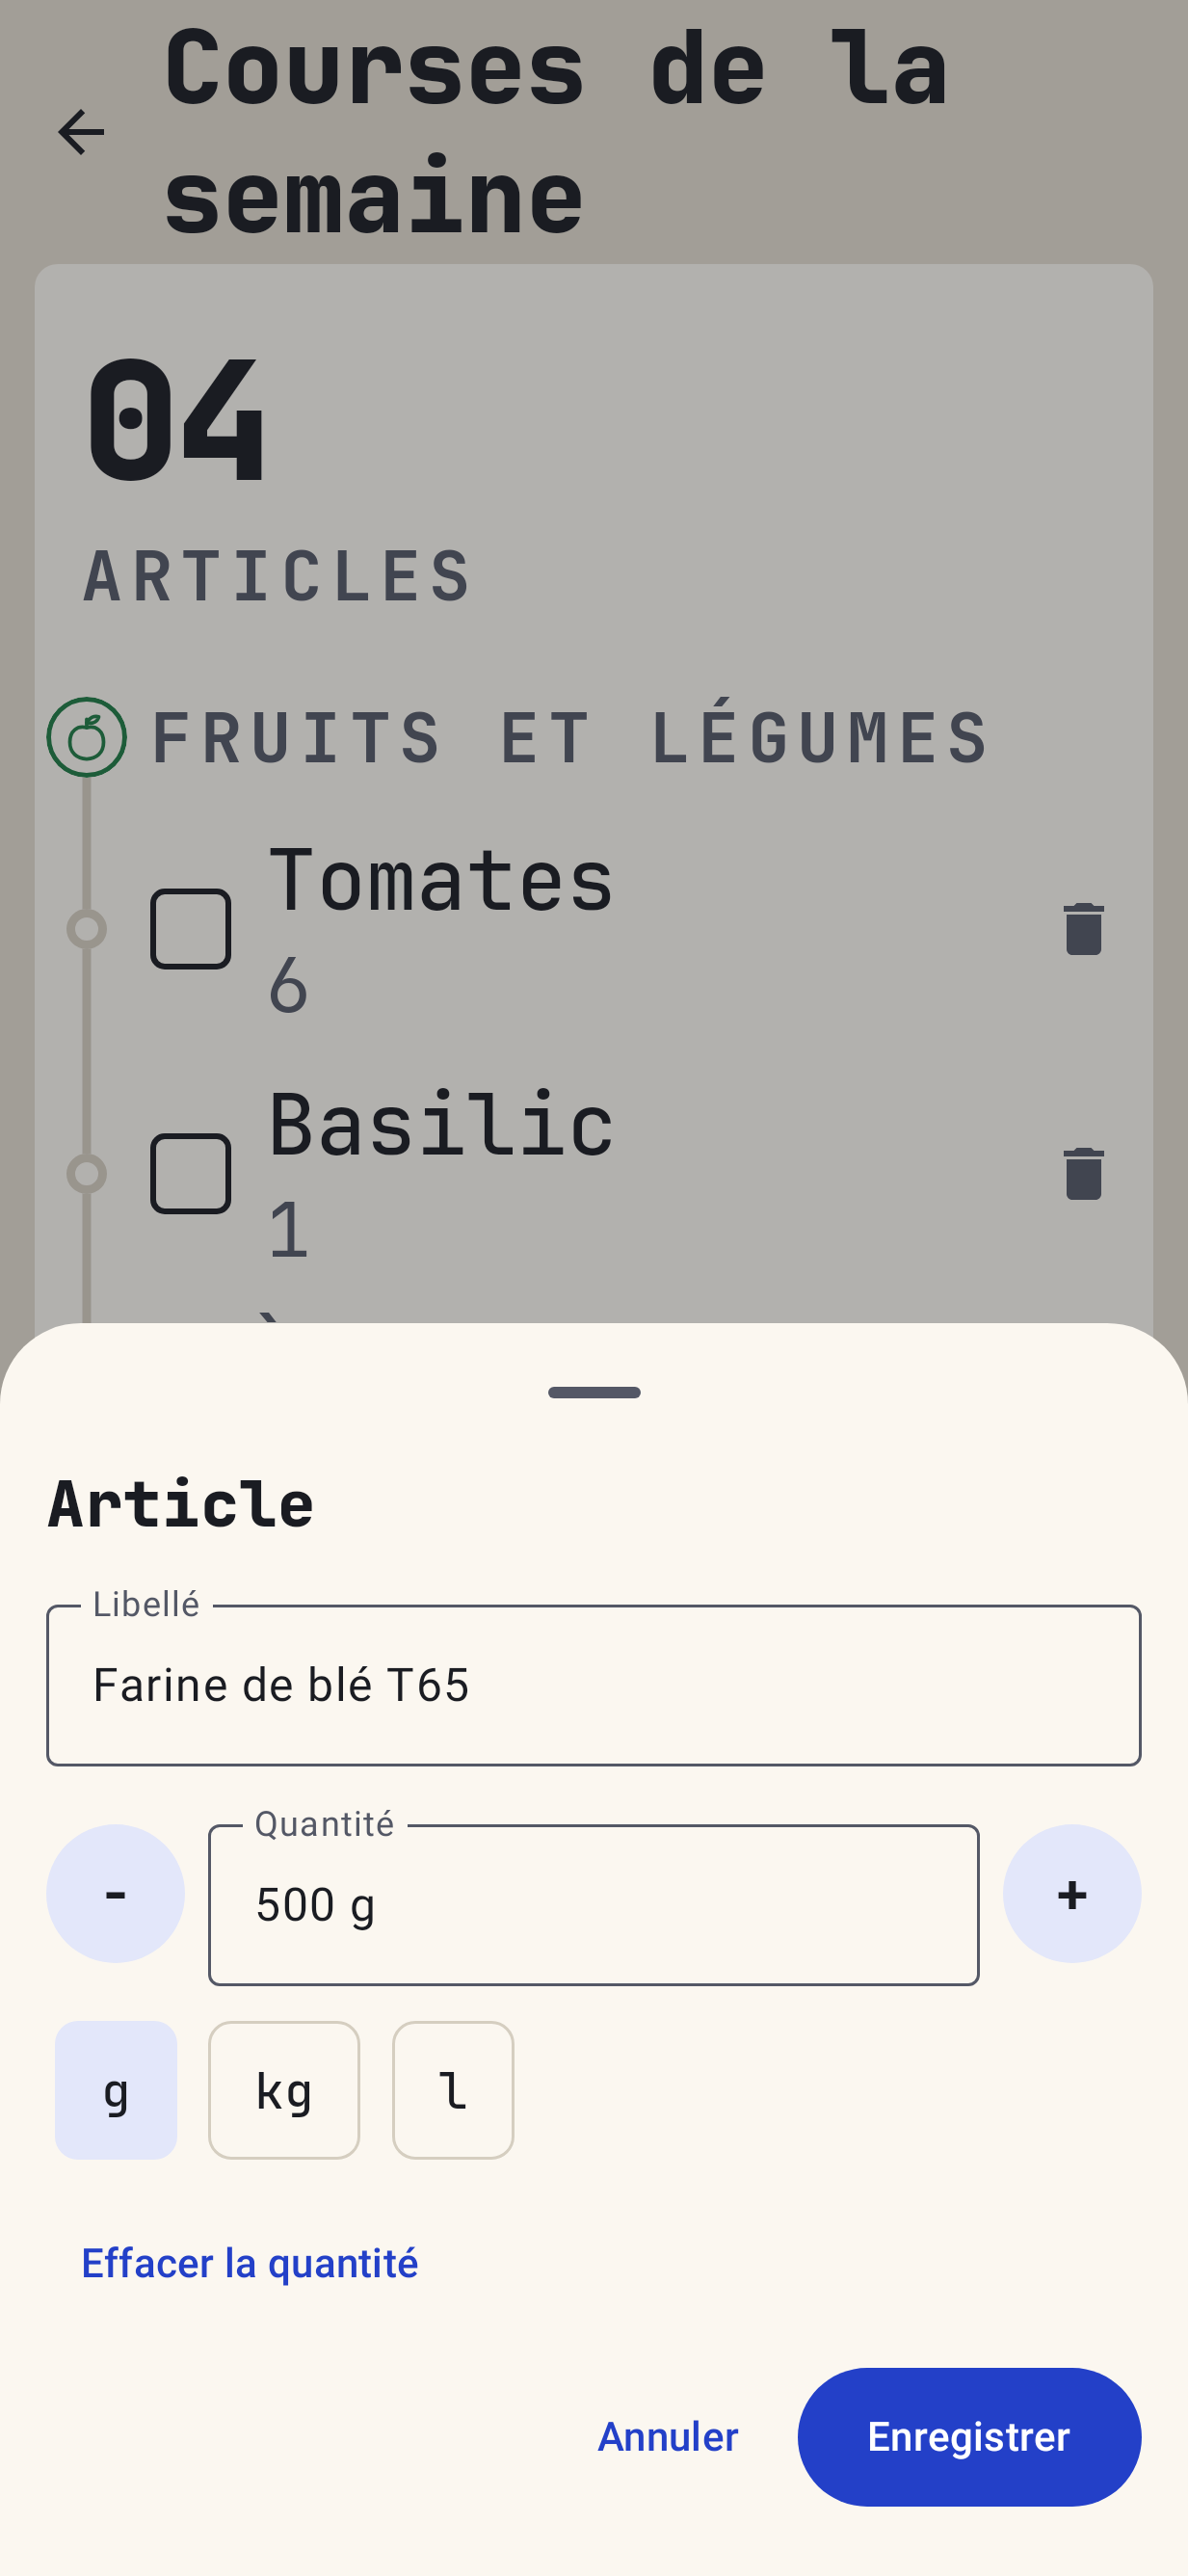 Courses de la
semaine
04
ARTICLES
FRUITS ET LÉGUMES
Tomates
6
Basilic
1
Article
Libellé
Farine de blé T65
-
Quantité
500 g
+
g
kg
l
Effacer la quantité
Annuler
Enregistrer